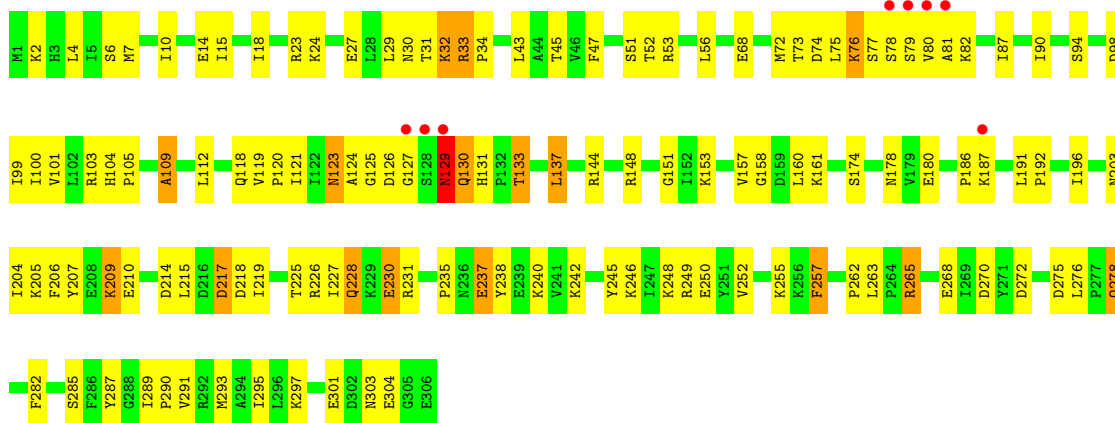 M1 K2 H3 L4 I5 S6 M7 I10 E14 I15 I18 R23 K24 E27 L28 L29 N30 T31 K32 R33 P34 L43 A44 T45 V46 F47 S51 T52 R53 L56 E68 M72 T73 D74 L75 K76 S77 S78 S79 V80 A81 K82 I87 I90 S94
I99 I100 V101 L102 R103 H104 P105 A109 L112 Q118 V119 P120 I121 I122 N123 A124 G125 D126 G127 S128 N129 Q130 H131 P132 T133 L137 R144 R148 G151 I152 K153 V157 G158 D159 L160 K161 S174 N178 V179 E180 P186 K187 L191 P192 I196
I204 K205 F206 Y207 E208 K209 E210 D214 L215 D216 D217 D218 I219 T225 R226 I227 Q228 K229 E230 R231 P235 N236 E237 Y238 E239 K240 V241 K242 Y245 K246 I247 K248 R249 E250 Y251 V252 K255 K256 F257 P262 L263 P264 R265 E268 I269 D270 Y271 D272 D275 L276 P277
F282 S285 F286 Y287 G288 I289 P290 V291 R292 M293 A294 I295 L296 K297 E301 D302 N303 E304 G305 E306